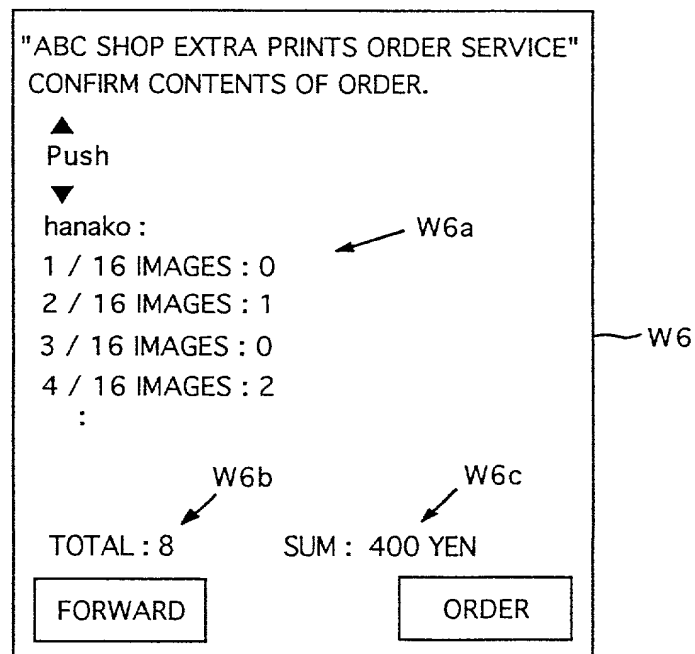 "ABC SHOP EXTRA PRINTS ORDER SERVICE"
CONFIRM CONTENTS OF ORDER.
▲
Push
▼
hanako :
W6a
1 / 16 IMAGES : 0
2 / 16 IMAGES : 1
3 / 16 IMAGES : 0
W6
4 / 16 IMAGES : 2
:
W6b W6c
TOTAL : 8 SUM : 400 YEN
FORWARD ORDER